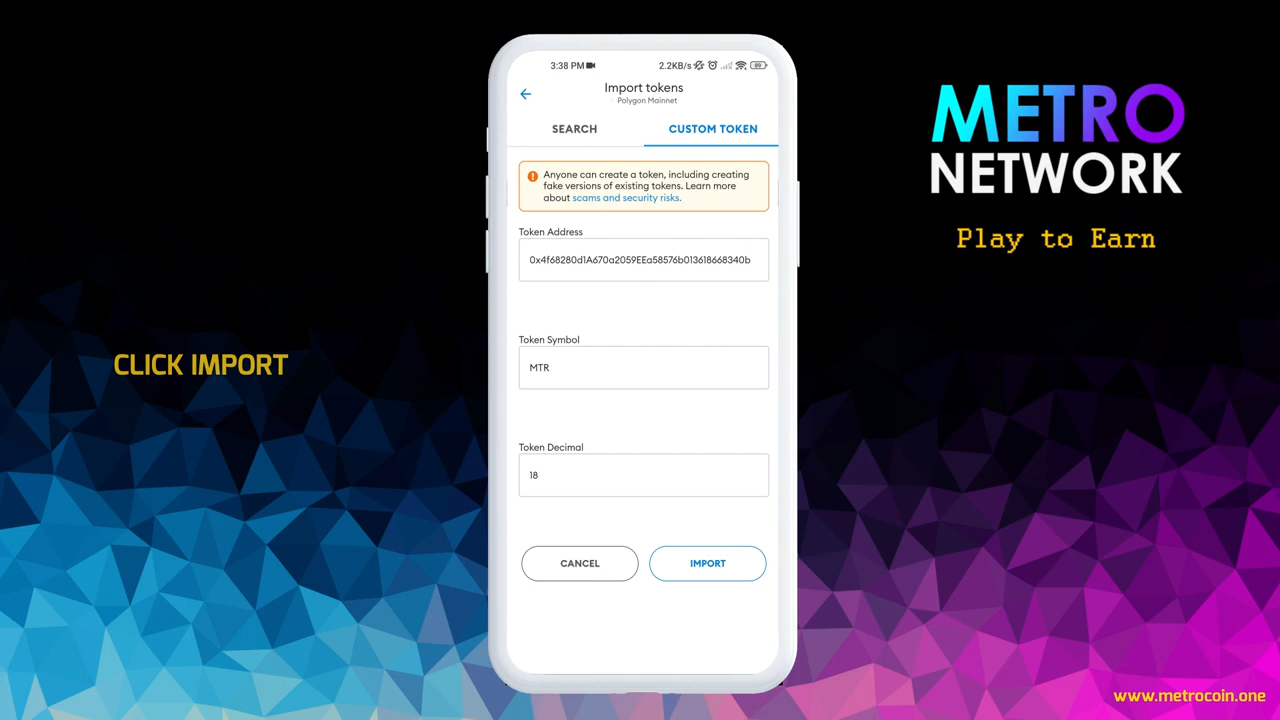 3:38 PM
2.2KB/s
89
Import tokens
Polygon Mainnet
SEARCH
CUSTOM TOKEN
Anyone can create a token, including creating
fake versions of existing tokens. Learn more
about scams and security risks.
Token Address
0x4f68280d1A670a2059EEa58576b013618668340b
Token Symbol
MTR
Token Decimal
18
CANCEL
IMPORT
CLICK IMPORT
METRO
NETWORK
Play to Earn
www.metrocoin.one